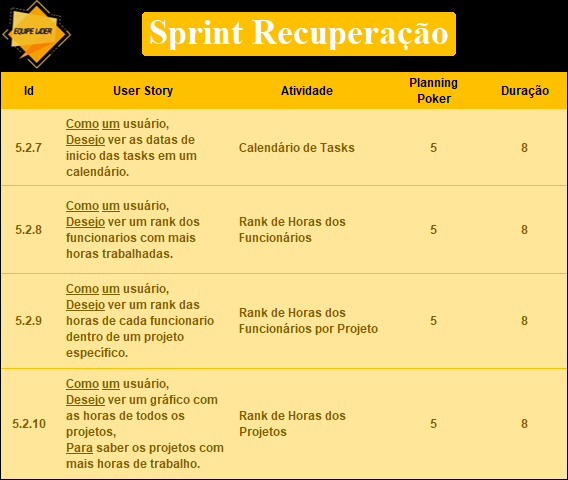 EQUIPE LIDER
Sprint Recuperação
Id
User Story
Atividade
Planning
Poker
Duração
5.2.7
Como um usuário,
Desejo ver as datas de
inicio das tasks em um
calendário.
Calendário de Tasks
5
8
5.2.8
Como um usuário,
Desejo ver um rank dos
funcionarios com mais
horas trabalhadas.
Rank de Horas dos
Funcionários
5
8
5.2.9
Como um usuário,
Desejo ver um rank das
horas de cada funcionario
dentro de um projeto
específico.
Rank de Horas dos
Funcionários por Projeto
5
8
5.2.10
Como um usuário,
Desejo ver um gráfico com
as horas de todos os
projetos,
Para saber os projetos com
mais horas de trabalho.
Rank de Horas dos
Projetos
5
8